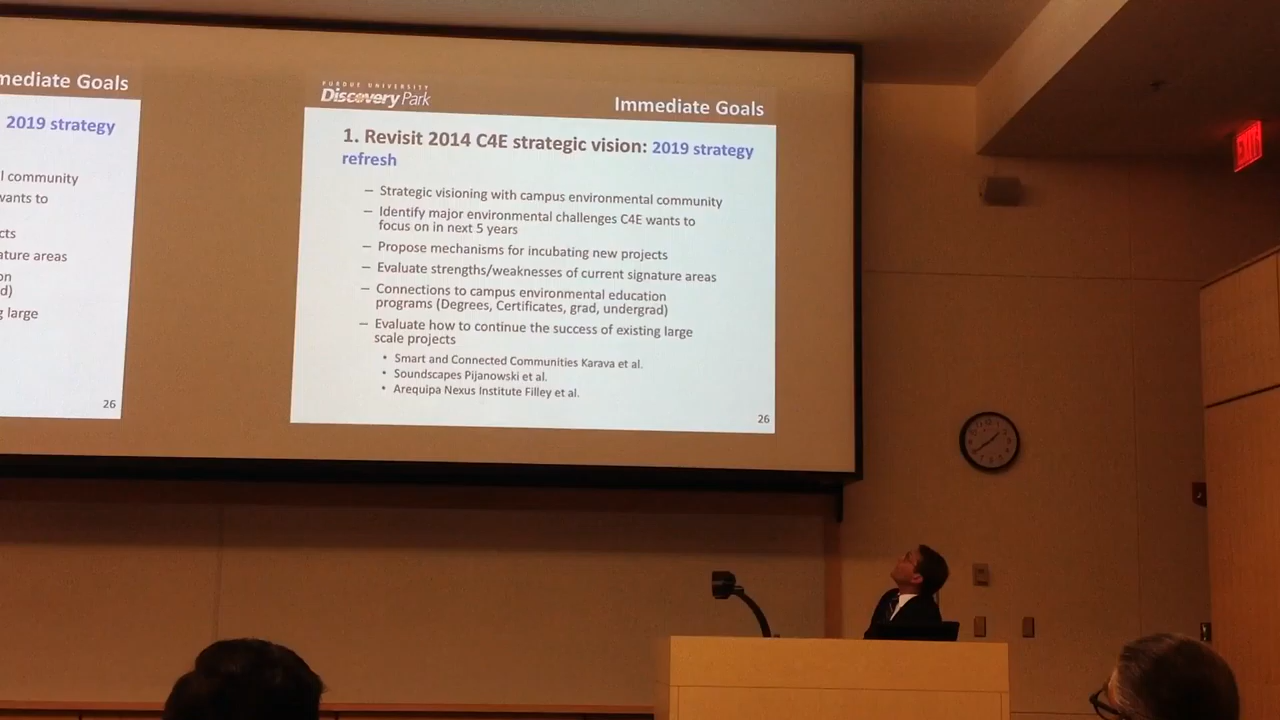 mediate Goals
2019 strategy
l community
wants to
cts
ature areas
on
d)
g large
26
PURDUE UNIVERSITY
Discovery Park
Immediate Goals
1. Revisit 2014 C4E strategic vision: 2019 strategy
refresh
– Strategic visioning with campus environmental community
– Identify major environmental challenges C4E wants to
focus on in next 5 years
– Propose mechanisms for incubating new projects
– Evaluate strengths/weaknesses of current signature areas
– Connections to campus environmental education
programs (Degrees, Certificates, grad, undergrad)
– Evaluate how to continue the success of existing large
scale projects
• Smart and Connected Communities Karava et al.
• Soundscapes Pijanowski et al.
• Arequipa Nexus Institute Filley et al.
26
EXIT